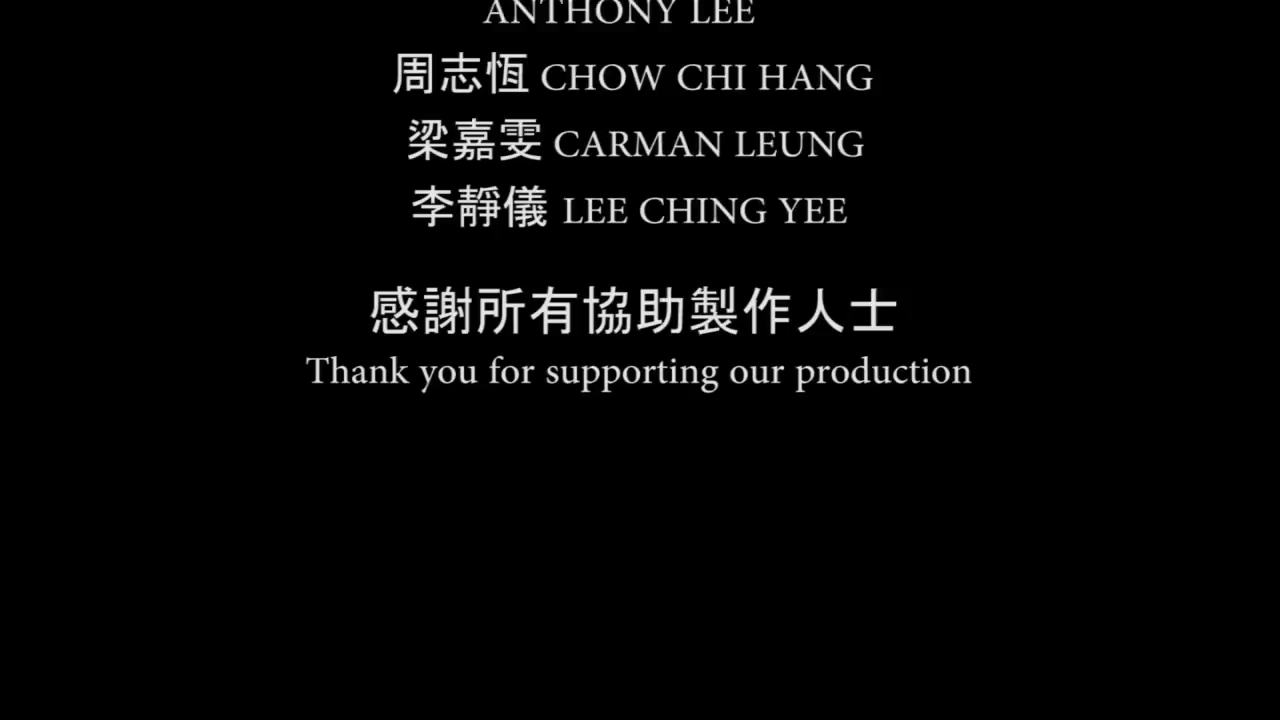 ANTHONY LEE
周志恆 CHOW CHI HANG
梁嘉雯 CARMAN LEUNG
李靜儀 LEE CHING YEE
感謝所有協助製作人士
Thank you for supporting our production